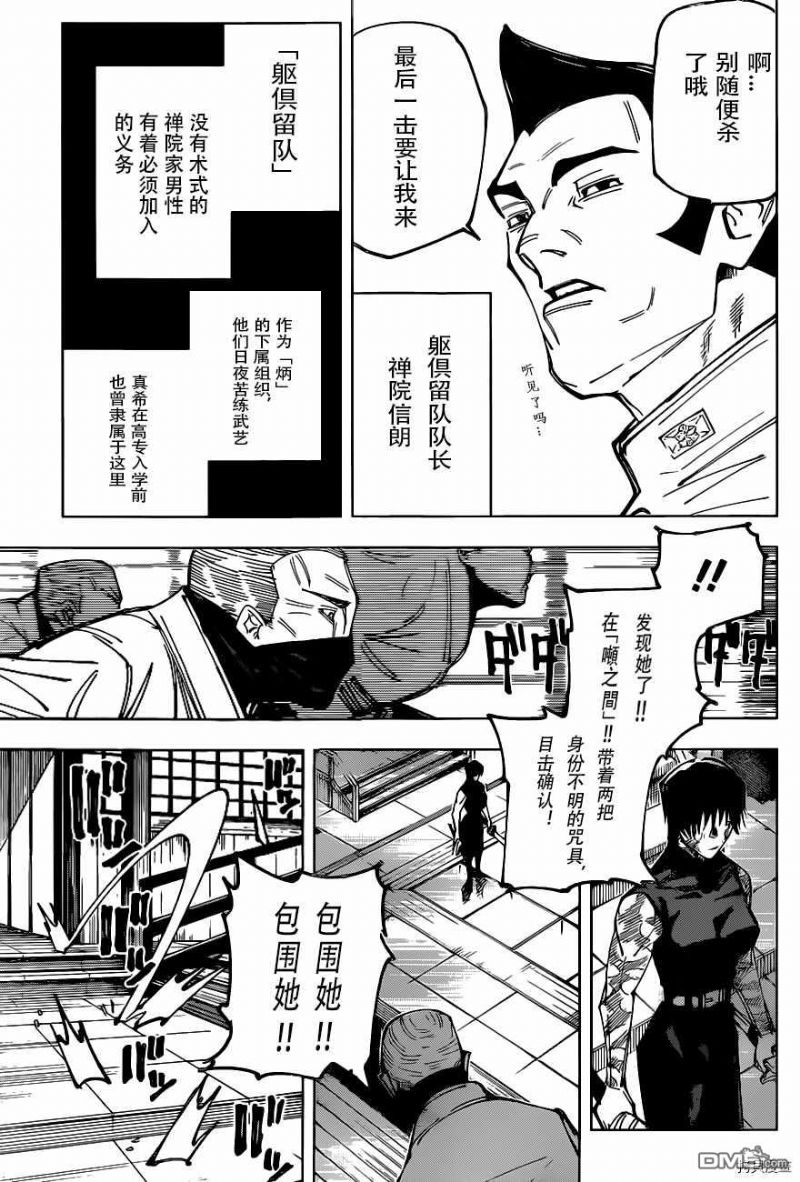 啊…
别随便杀
了哦
最后一击要让我来
听见了吗…
躯俱留队队长
禅院信朗
「躯俱留队」
没有术式的
禅院家男性
有着必须加入
的义务
作为「炳」
的下属组织,
他们日夜苦练武艺
真希在高专入学前
也曾隶属于这里
!!
发现她了!!
在「噸之間」!!带着两把
身份不明的咒具,
目击确认!
ダダ
ダダ
包围她!!
包围她!!